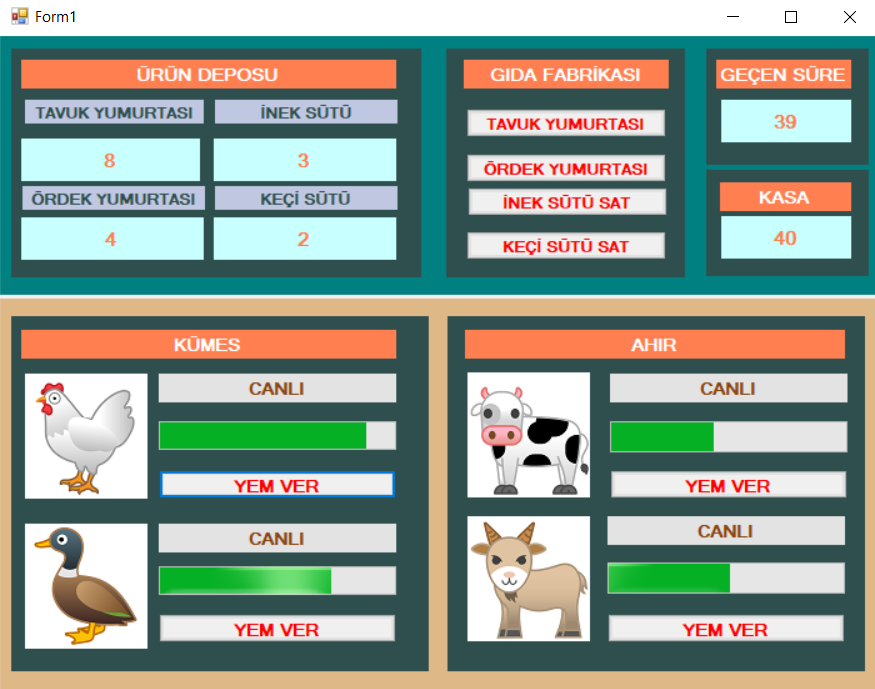 Form1
ÜRÜN DEPOSU
TAVUK YUMURTASI
İNEK SÜTÜ
8
3
ÖRDEK YUMURTASI
KEÇİ SÜTÜ
4
2
GIDA FABRİKASI
TAVUK YUMURTASI
ÖRDEK YUMURTASI
İNEK SÜTÜ SAT
KEÇİ SÜTÜ SAT
GEÇEN SÜRE
39
KASA
40
KÜMES
CANLI
YEM VER
CANLI
YEM VER
AHIR
CANLI
YEM VER
CANLI
YEM VER